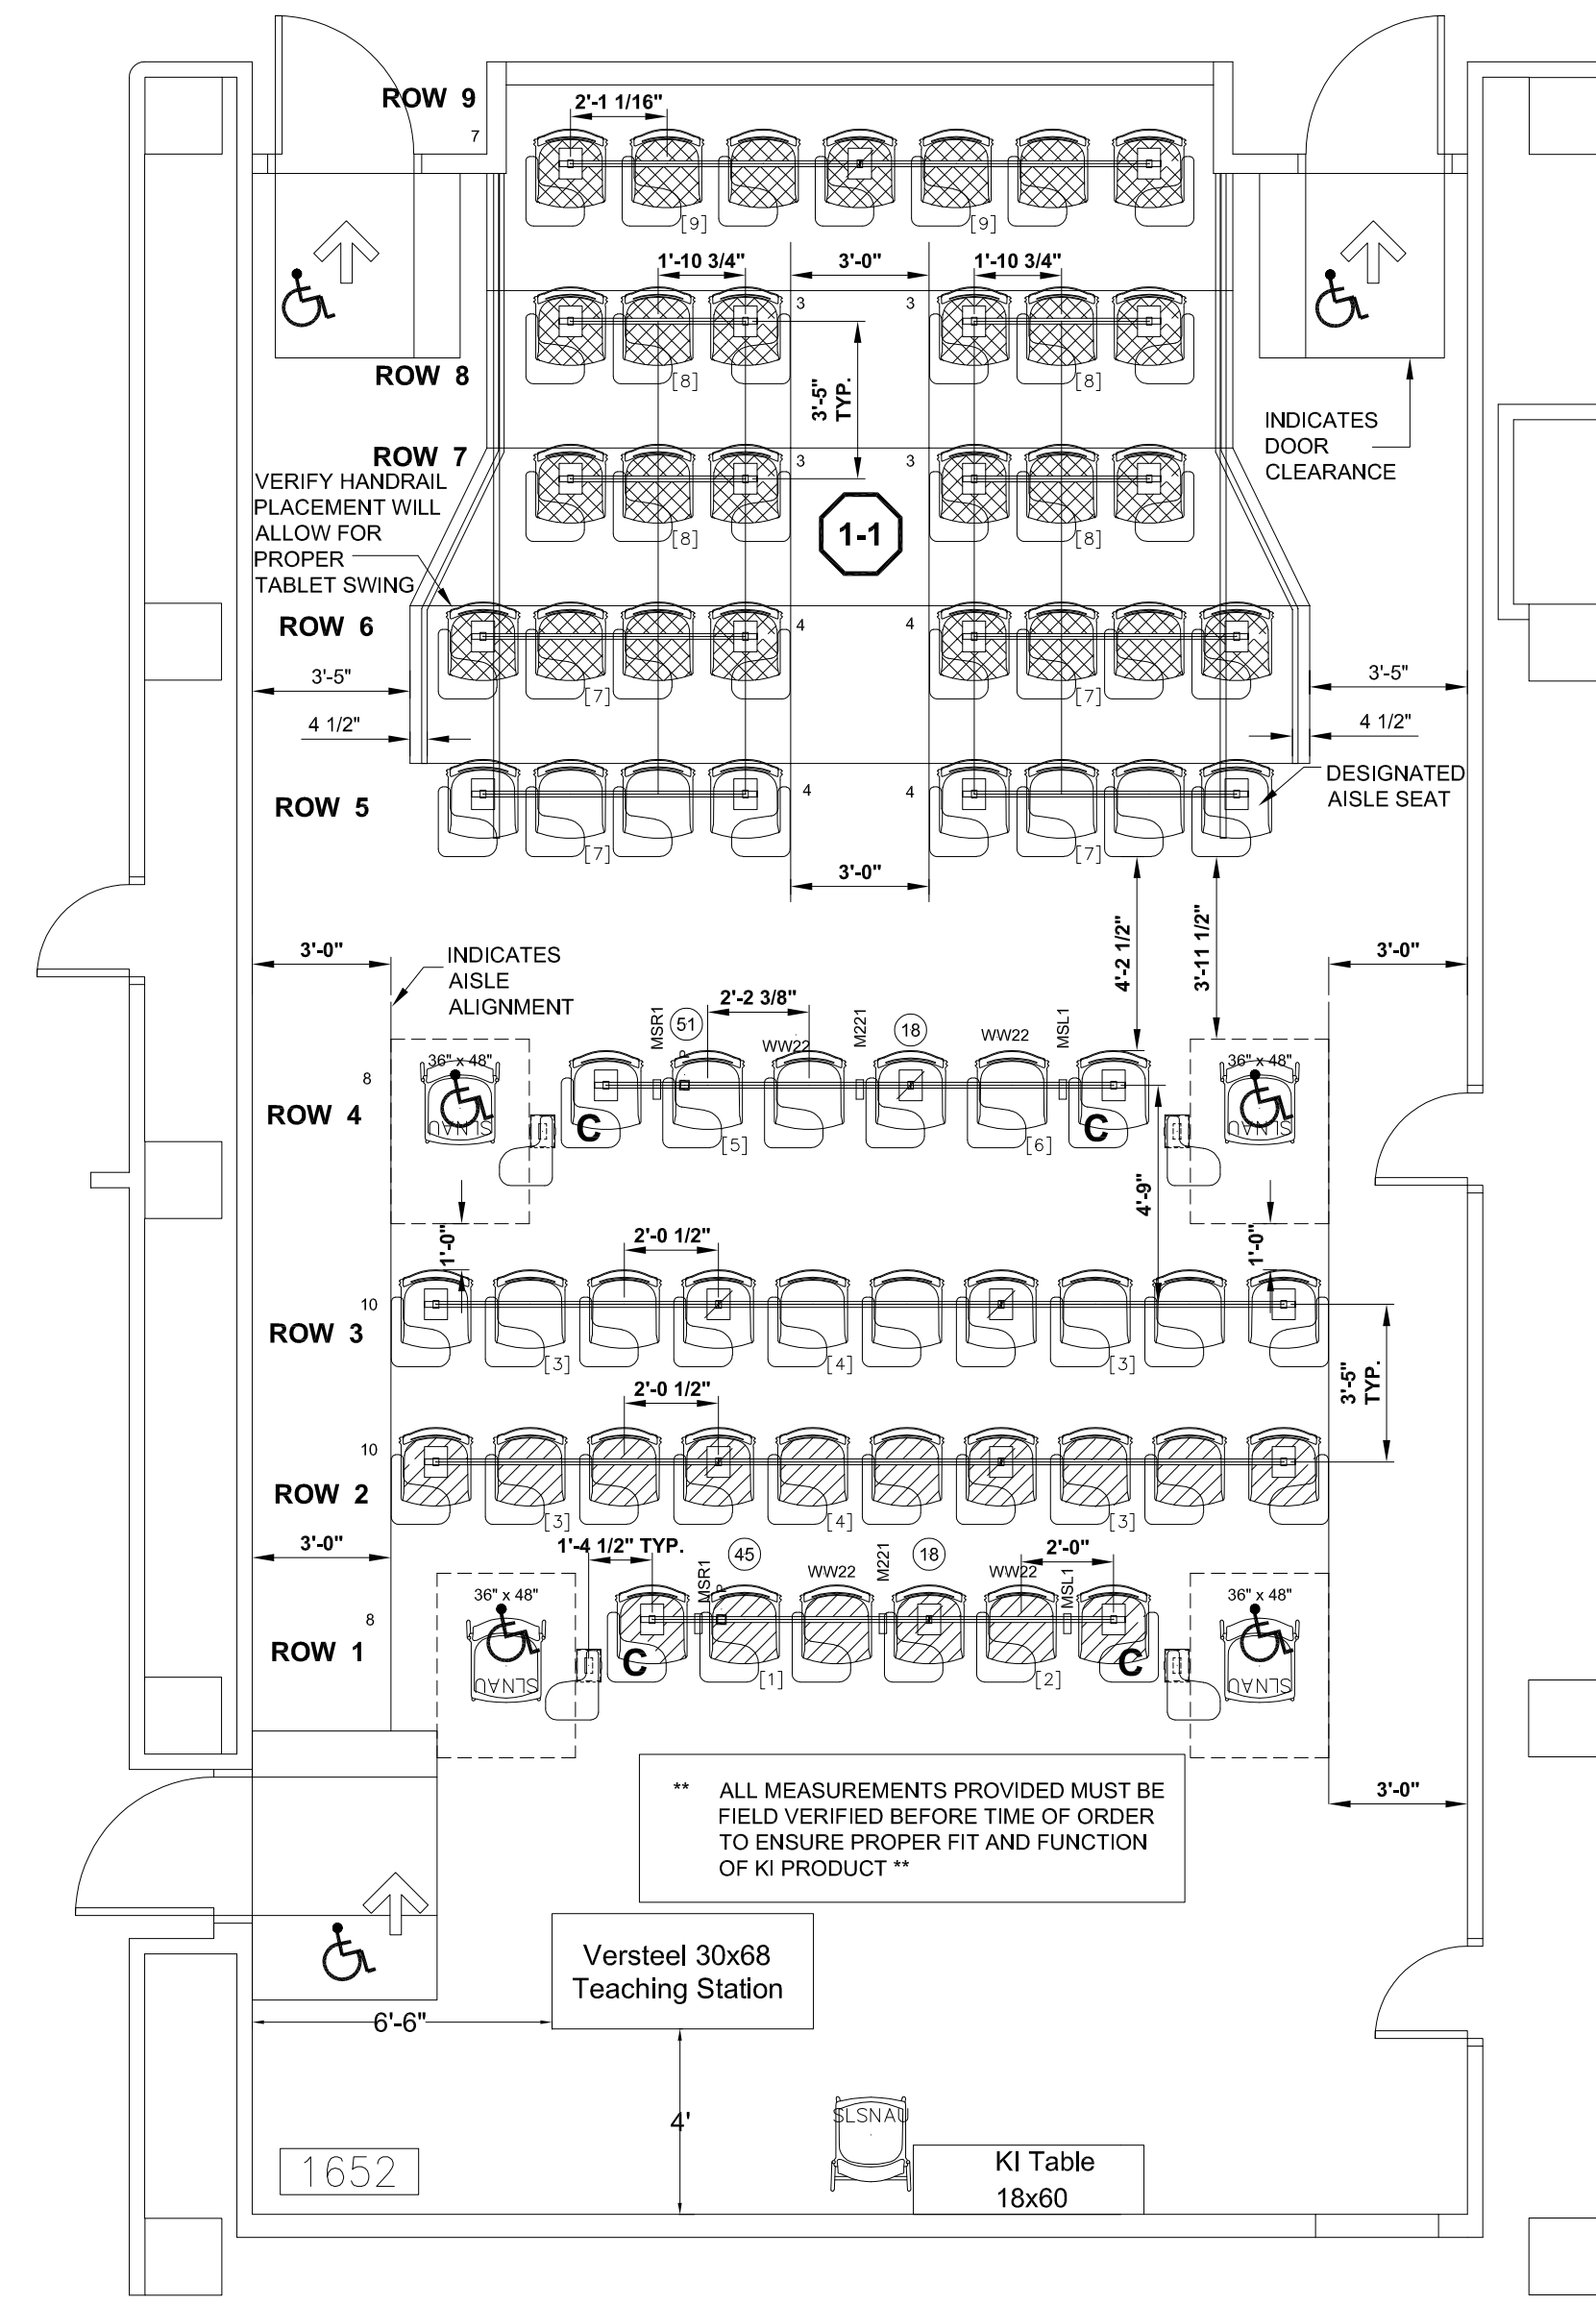 ROW 9
7
2'-1 1/16"
[9]
[9]
1'-10 3/4"
3'-0"
1'-10 3/4"
3
3
ROW 8
[8]
[8]
3'-5"
TYP.
INDICATES
DOOR
CLEARANCE
ROW 7
3
3
VERIFY HANDRAIL
PLACEMENT WILL
ALLOW FOR
PROPER
TABLET SWING
[8]
[8]
1-1
ROW 6
4
4
[7]
[7]
3'-5"
3'-5"
4 1/2"
4 1/2"
DESIGNATED
AISLE SEAT
ROW 5
4
4
[7]
[7]
3'-0"
4'-2 1/2"
3'-11 1/2"
3'-0"
INDICATES
AISLE
ALIGNMENT
3'-0"
2'-2 3/8"
MSR1
51
WW22
M221
18
WW22
MSL1
36" x 48"
36" x 48"
8
ROW 4
SLNAU
C
[5]
[6]
C
SLNAU
4'-9"
1'-0"
1'-0"
2'-0 1/2"
10
ROW 3
[3]
[4]
[3]
3'-5"
TYP.
2'-0 1/2"
10
ROW 2
[3]
[4]
[3]
3'-0"
1'-4 1/2" TYP.
MSR1
45
WW22
M221
18
WW22
2'-0"
MSL1
36" x 48"
36" x 48"
8
ROW 1
SLNAU
C
[1]
[2]
C
SLNAU
** ALL MEASUREMENTS PROVIDED MUST BE
FIELD VERIFIED BEFORE TIME OF ORDER
TO ENSURE PROPER FIT AND FUNCTION
OF KI PRODUCT **
3'-0"
Versteel 30x68
Teaching Station
6'-6"
4'
SLSNAU
KI Table
18x60
1652